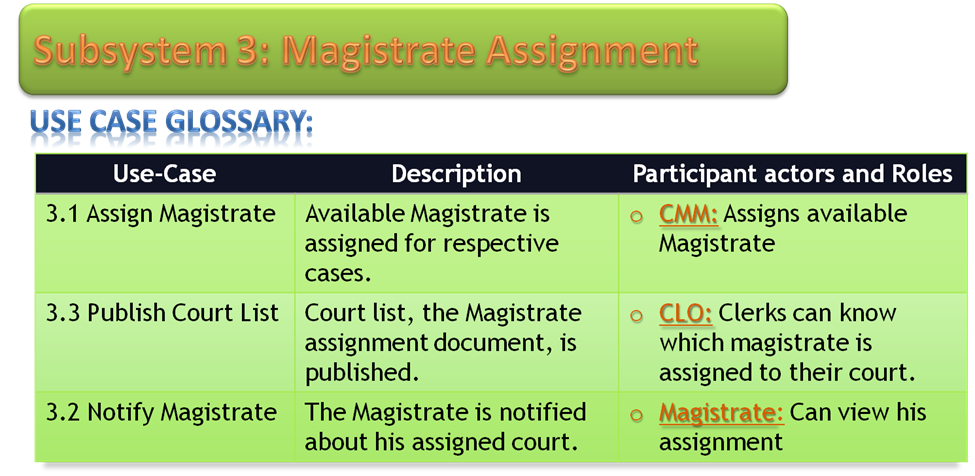 Subsystem 3: Magistrate Assignment
USE CASE GLOSSARY:
Use-Case
Description
Participant actors and Roles
3.1 Assign Magistrate
Available Magistrate is
assigned for respective
cases.
CMM: Assigns available
Magistrate
3.3 Publish Court List
Court list, the Magistrate
assignment document, is
published.
CLO: Clerks can know
which magistrate is
assigned to their court.
3.2 Notify Magistrate
The Magistrate is notified
about his assigned court.
Magistrate: Can view his
assignment